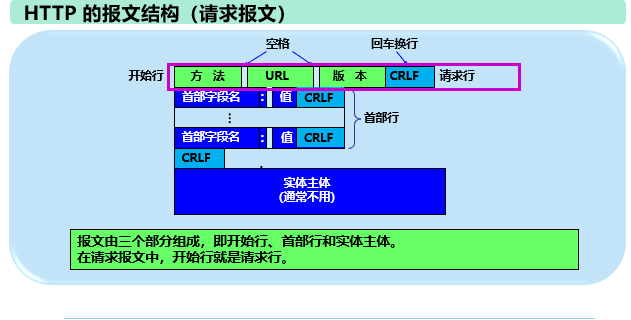 HTTP 的报文结构（请求报文）
空格 回车换行
开始行 方 法 URL 版 本 CRLF 请求行
首部字段名 : 值 CRLF
⋮
首部行
首部字段名 : 值 CRLF
CRLF
实体主体
(通常不用)
报文由三个部分组成，即开始行、首部行和实体主体。
在请求报文中，开始行就是请求行。